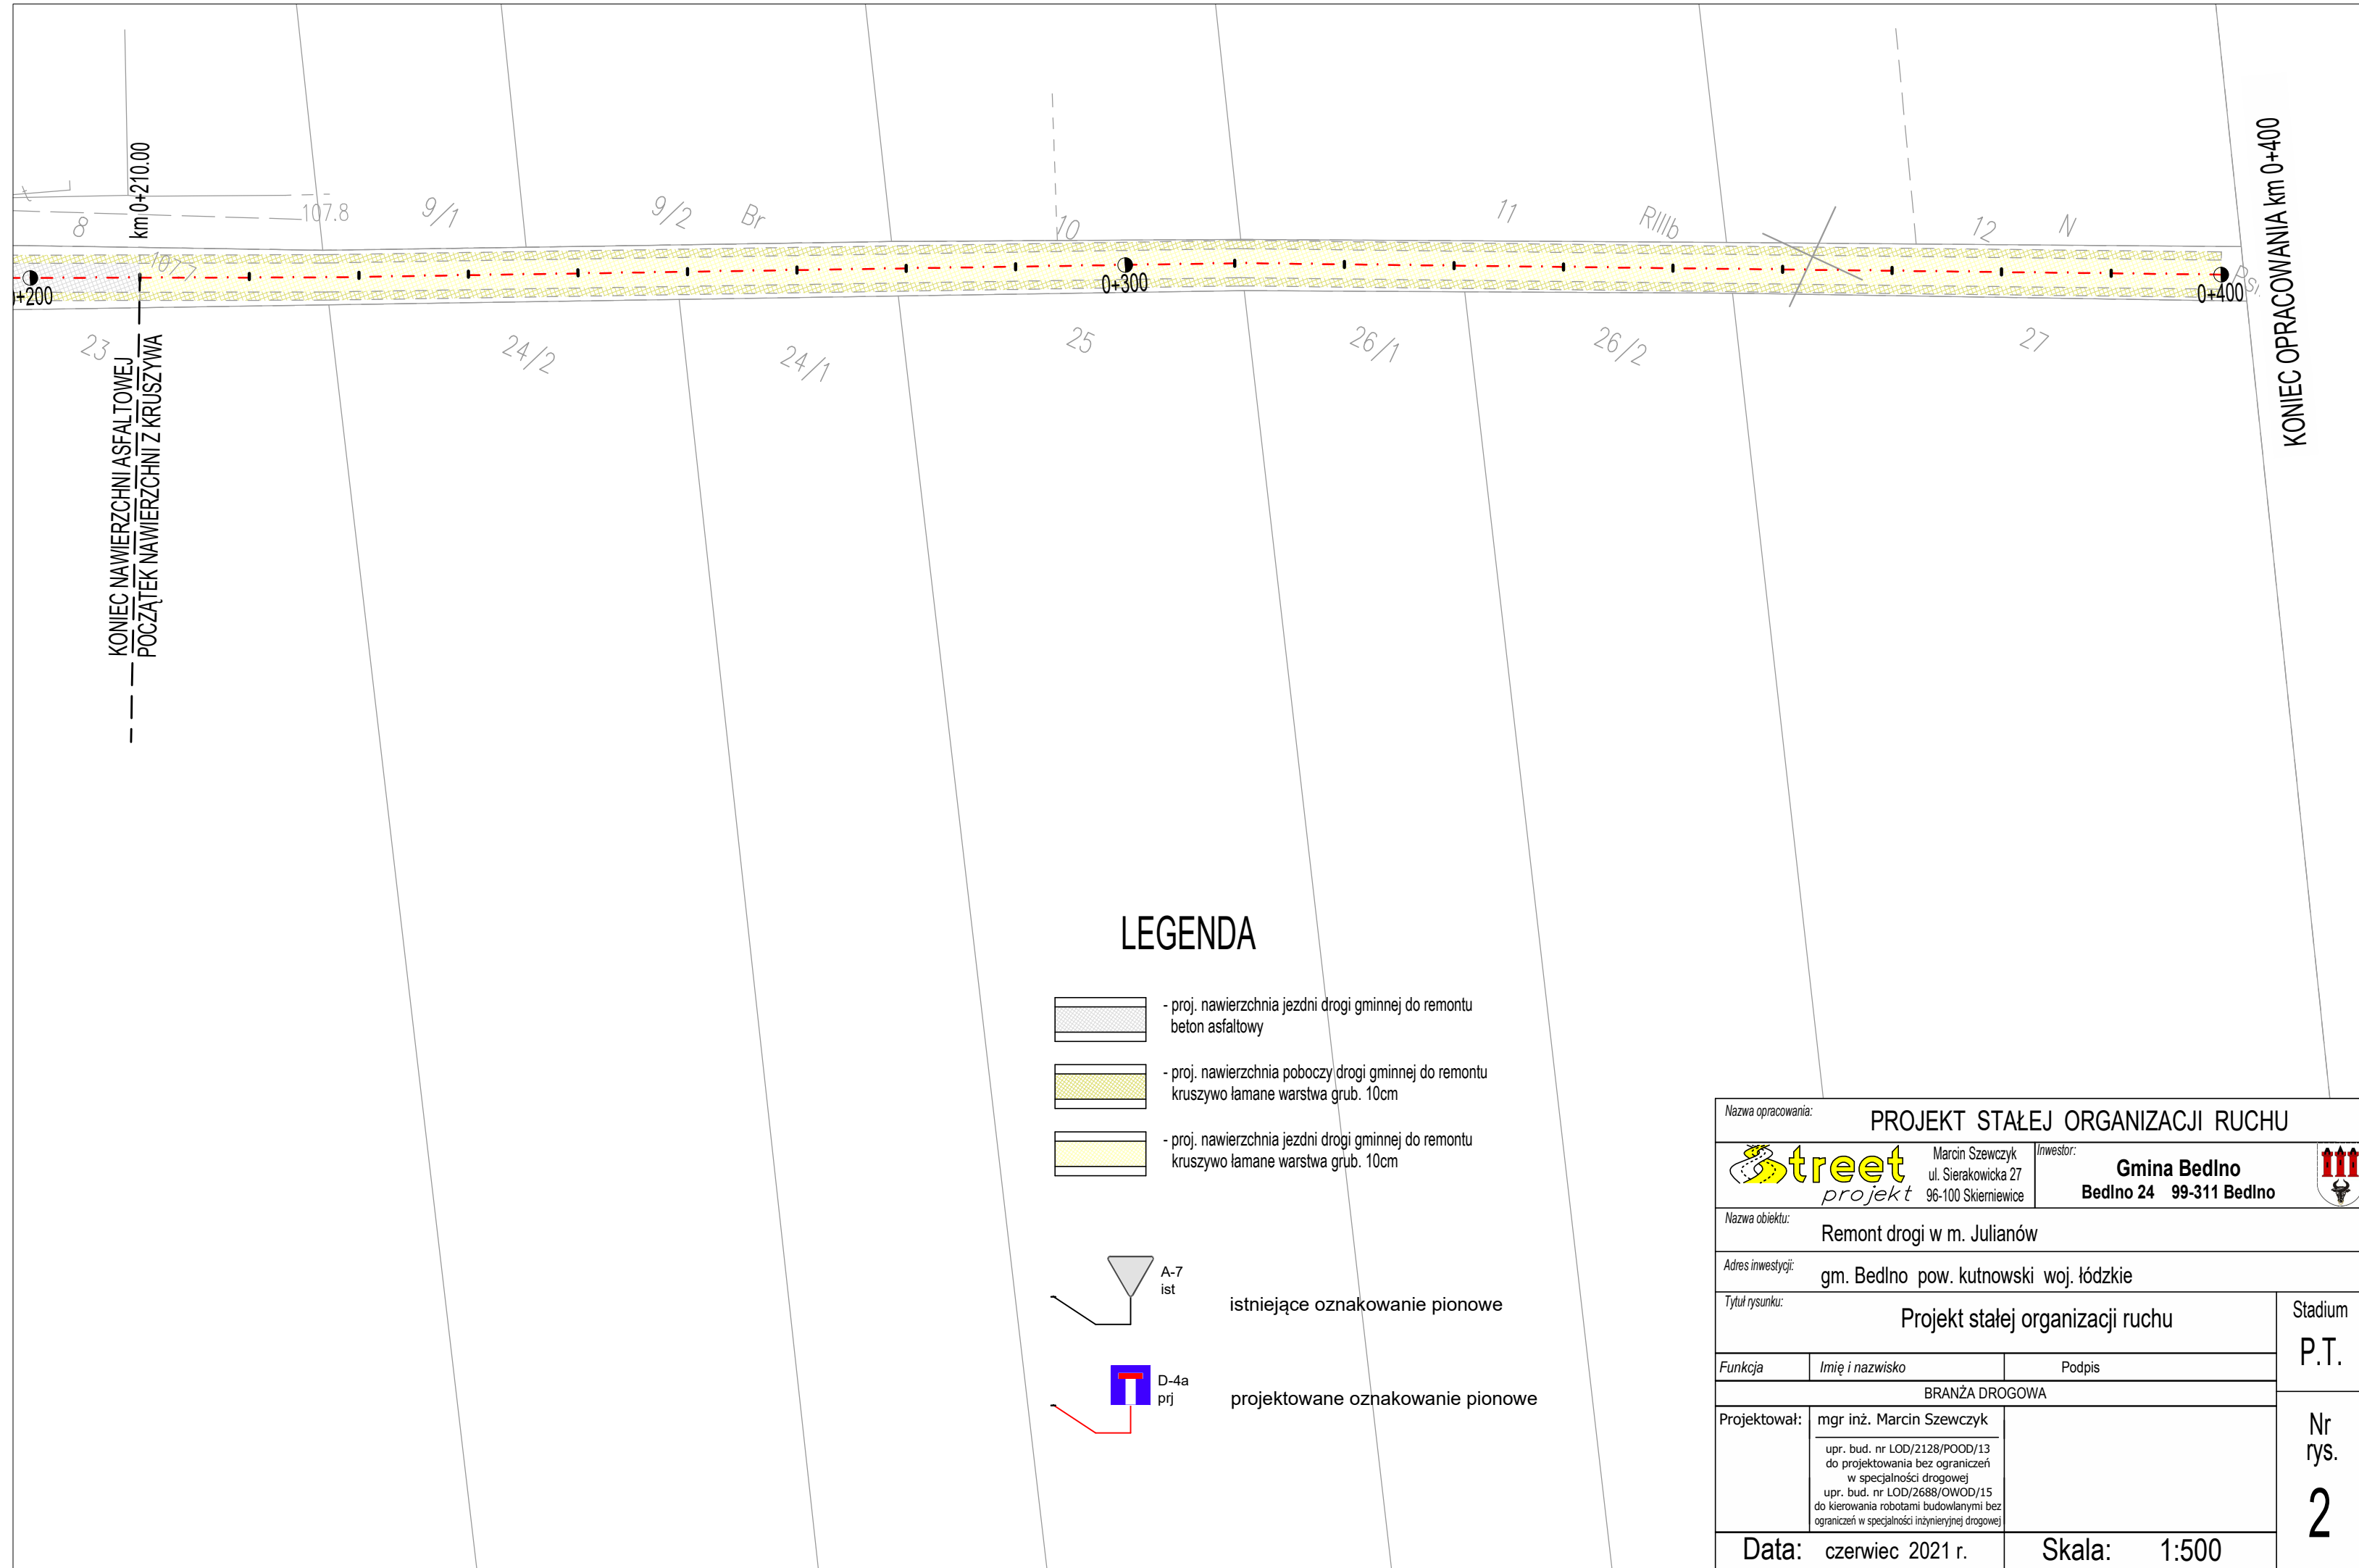 km 0+210.00
8
107.8
9/1
9/2
Br
10
11
RIIIb
12
N
107.7
0+300
0+400
KONIEC OPRACOWANIA km 0+400
23
24/2
24/1
25
26/1
26/2
27
KONIEC NAWIERZCHNI ASFALTOWEJ
POCZĄTEK NAWIERZCHNI Z KRUSZYWA
LEGENDA
- proj. nawierzchnia jezdni drogi gminnej do remontu
beton asfaltowy
- proj. nawierzchnia poboczy drogi gminnej do remontu
kruszywo łamane warstwa grub. 10cm
- proj. nawierzchnia jezdni drogi gminnej do remontu
kruszywo łamane warstwa grub. 10cm
A-7
ist
istniejące oznakowanie pionowe
D-4a
prj
projektowane oznakowanie pionowe
Nazwa opracowania:
PROJEKT STAŁEJ ORGANIZACJI RUCHU
Street
projekt
Marcin Szewczyk
ul. Sierakowicka 27
96-100 Skierniewice
Inwestor:
Gmina Bedlno
Bedlno 24 99-311 Bedlno
Nazwa obiektu:
Remont drogi w m. Julianów
Adres inwestycji:
gm. Bedlno pow. kutnowski woj. łódzkie
Tytuł rysunku:
Projekt stałej organizacji ruchu
Stadium
P.T.
Funkcja
Imię i nazwisko
Podpis
BRANŻA DROGOWA
Projektował:
mgr inż. Marcin Szewczyk
upr. bud. nr LOD/2128/POOD/13
do projektowania bez ograniczeń
w specjalności drogowej
upr. bud. nr LOD/2688/OWOD/15
do kierowania robotami budowlanymi bez
ograniczeń w specjalności inżynieryjnej drogowej
Nr
rys.
2
Data: czerwiec 2021 r.
Skala: 1:500